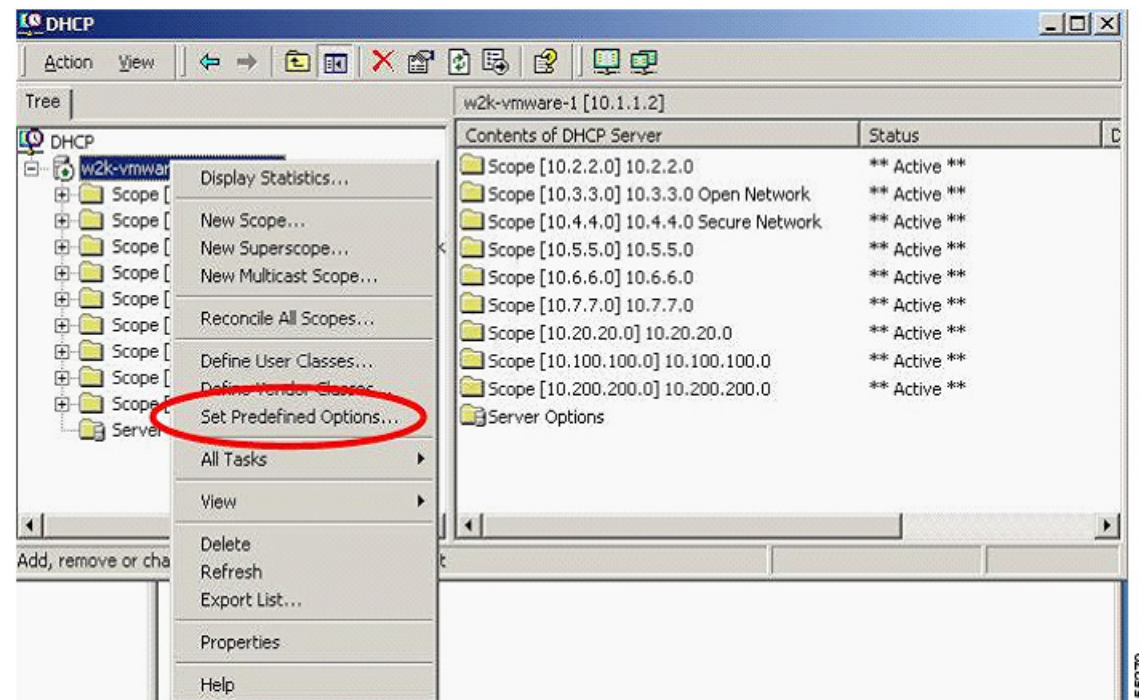 DHCP
Action View
Tree
w2k-vmware-1 [10.1.1.2]
DHCP
w2k-vmwar
Scope [
Scope [
Scope [
Scope [
Scope [
Scope [
Scope [
Scope [
Scope [
Server
Display Statistics...
New Scope...
New Superscope...
New Multicast Scope...
Reconcile All Scopes...
Define User Classes...
Define Vendor Classes...
Set Predefined Options...
All Tasks
View
Delete
Refresh
Export List...
Properties
Help
Contents of DHCP Server Status D
Scope [10.2.2.0] 10.2.2.0 ** Active **
Scope [10.3.3.0] 10.3.3.0 Open Network ** Active **
Scope [10.4.4.0] 10.4.4.0 Secure Network ** Active **
Scope [10.5.5.0] 10.5.5.0 ** Active **
Scope [10.6.6.0] 10.6.6.0 ** Active **
Scope [10.7.7.0] 10.7.7.0 ** Active **
Scope [10.20.20.0] 10.20.20.0 ** Active **
Scope [10.100.100.0] 10.100.100.0 ** Active **
Scope [10.200.200.0] 10.200.200.0 ** Active **
Server Options
Add, remove or cha